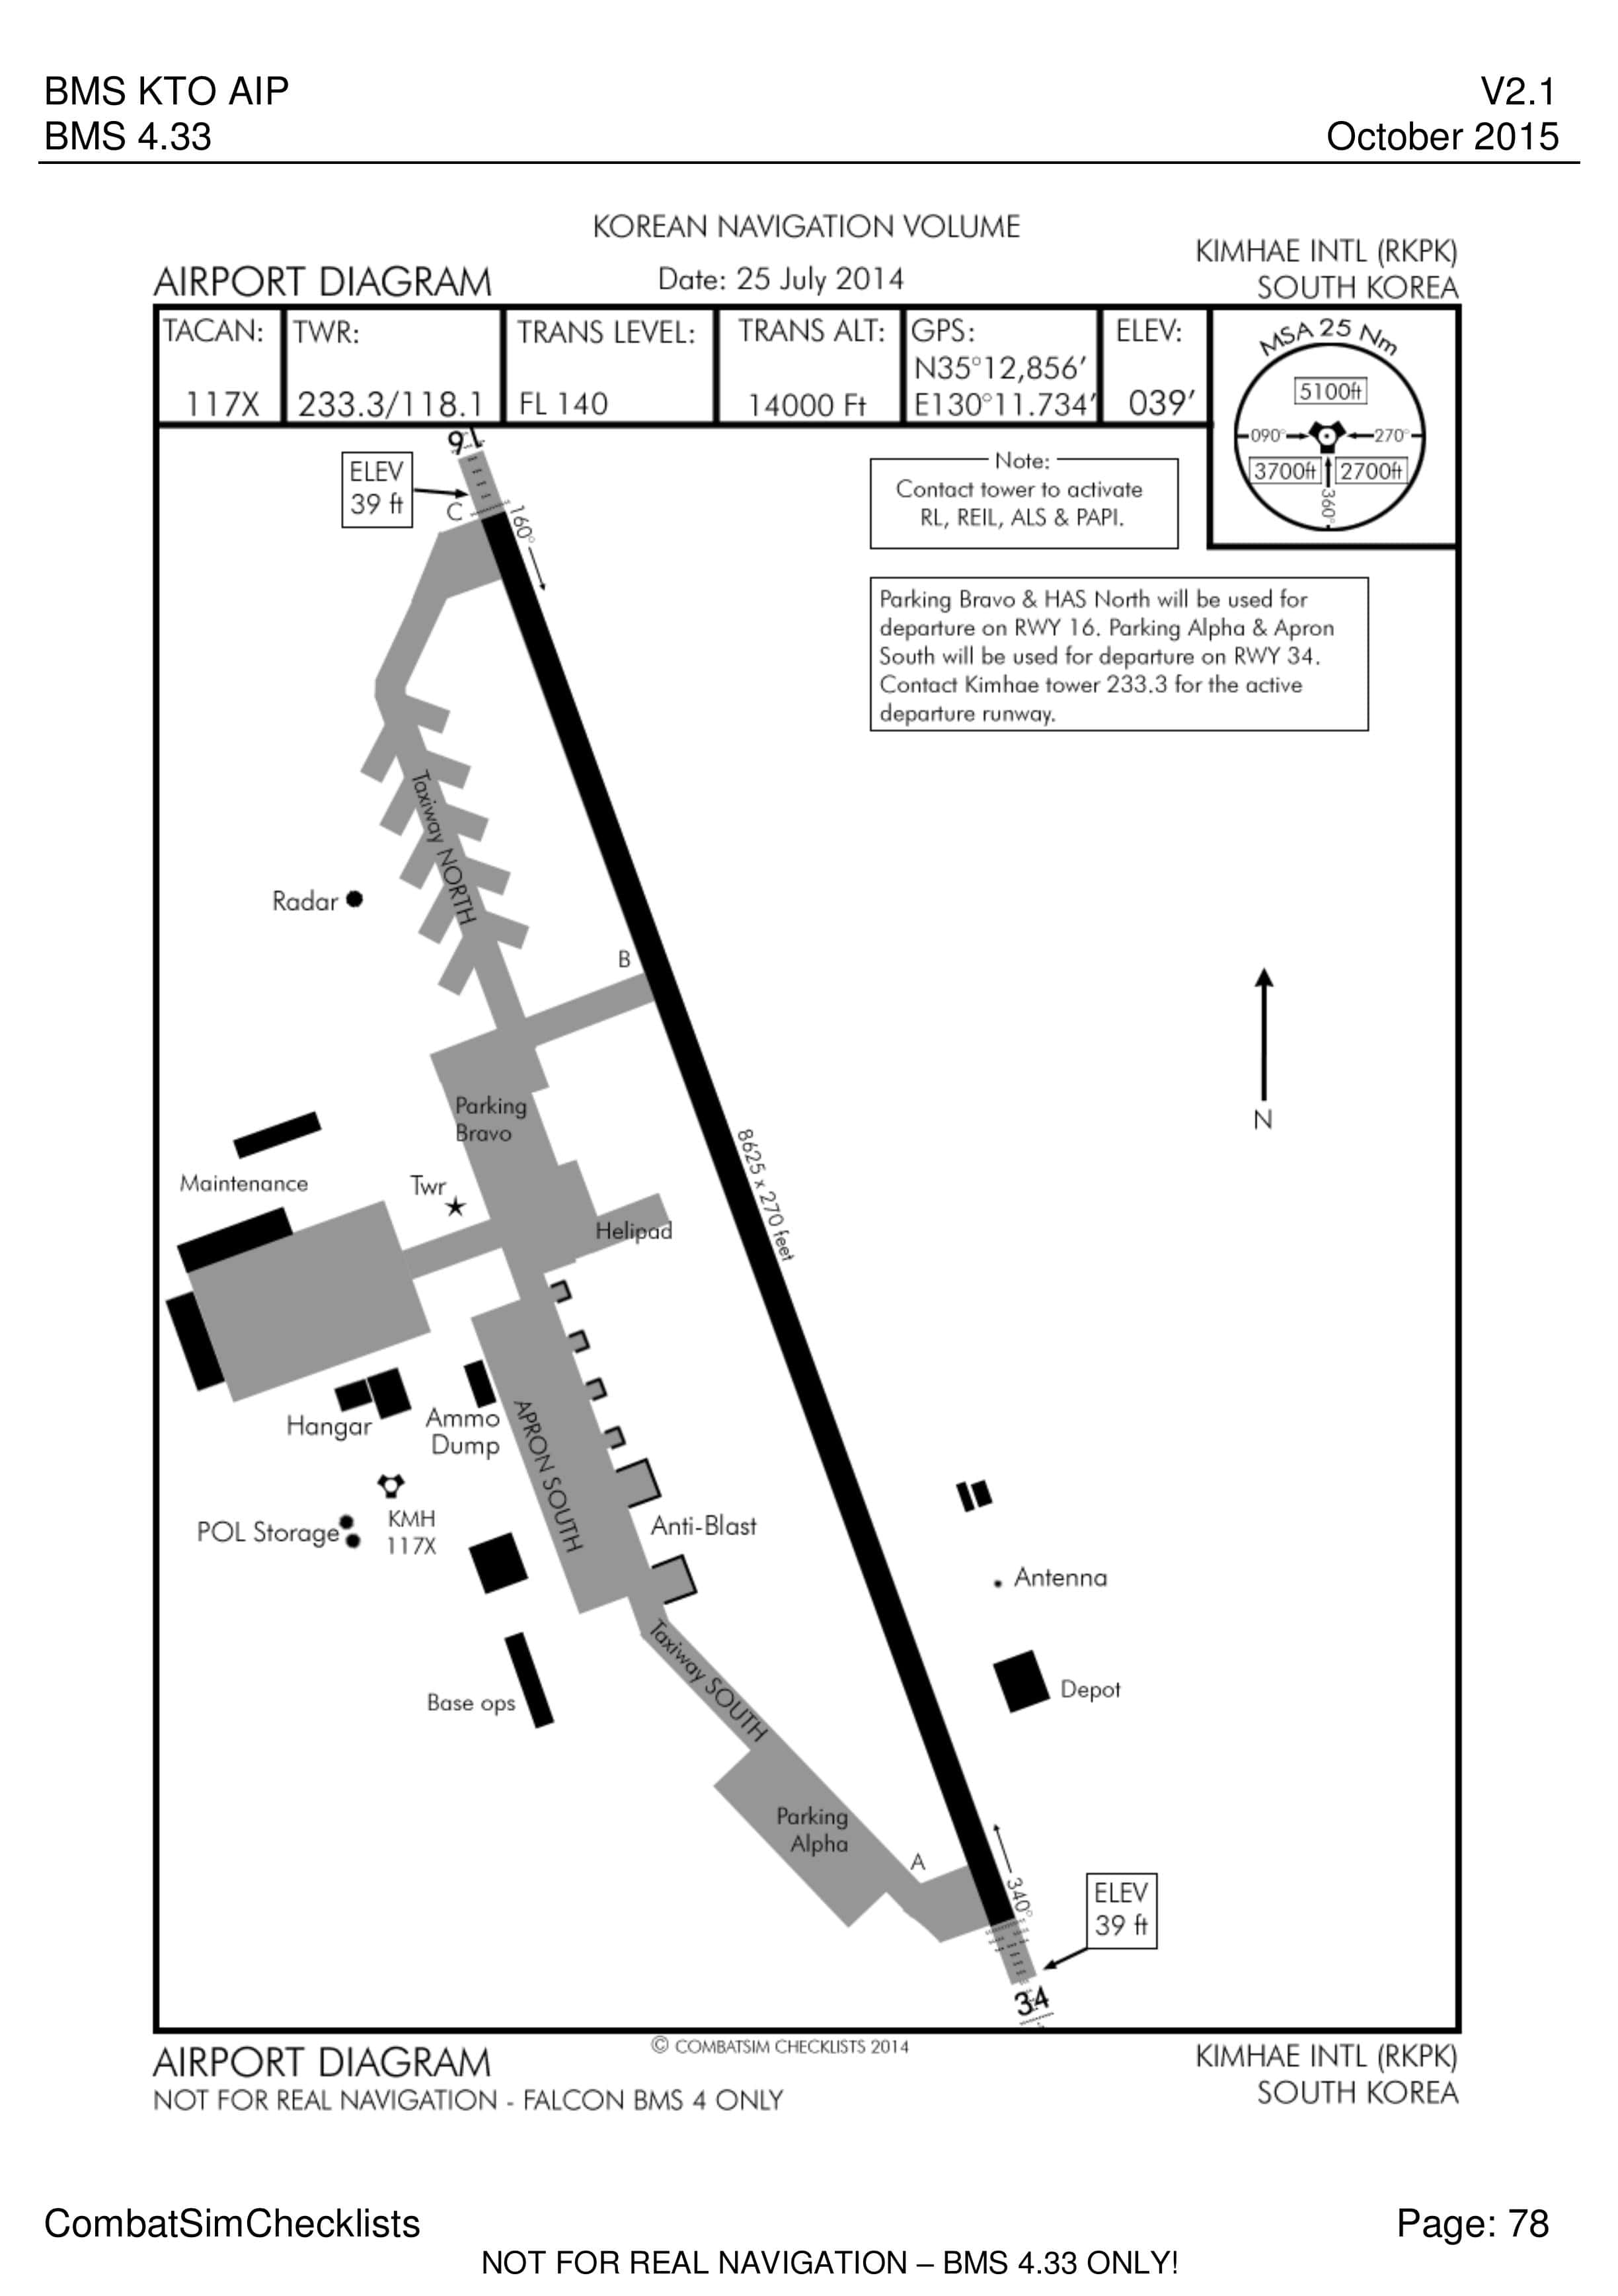 BMS KTO AIP V2.1
BMS 4.33 October 2015
KOREAN NAVIGATION VOLUME
KIMHAE INTL (RKPK)
AIRPORT DIAGRAM Date: 25 July 2014 SOUTH KOREA
TACAN: TWR: TRANS LEVEL: TRANS ALT: GPS: ELEV:
N35°12,856′
117X 233.3/118.1 FL 140 14000 Ft E130°11.734′ 039′
MSA 25 Nm
5100ft
090° 270°
3700ft 2700ft
360°
16
ELEV
39 ft
C
160°
Note:
Contact tower to activate
RL, REIL, ALS & PAPI.
Parking Bravo & HAS North will be used for
departure on RWY 16. Parking Alpha & Apron
South will be used for departure on RWY 34.
Contact Kimhae tower 233.3 for the active
departure runway.
Taxiway NORTH
Radar
B
N
Parking
Bravo
8625 x 270 feet
Maintenance
Twr
Helipad
Hangar
Ammo
Dump
APRON SOUTH
POL Storage
KMH
117X
Anti-Blast
Antenna
Taxiway SOUTH
Base ops
Depot
Parking
Alpha
A
340°
ELEV
39 ft
34
© COMBATSIM CHECKLISTS 2014
AIRPORT DIAGRAM KIMHAE INTL (RKPK)
NOT FOR REAL NAVIGATION - FALCON BMS 4 ONLY SOUTH KOREA
CombatSimChecklists Page: 78
NOT FOR REAL NAVIGATION – BMS 4.33 ONLY!